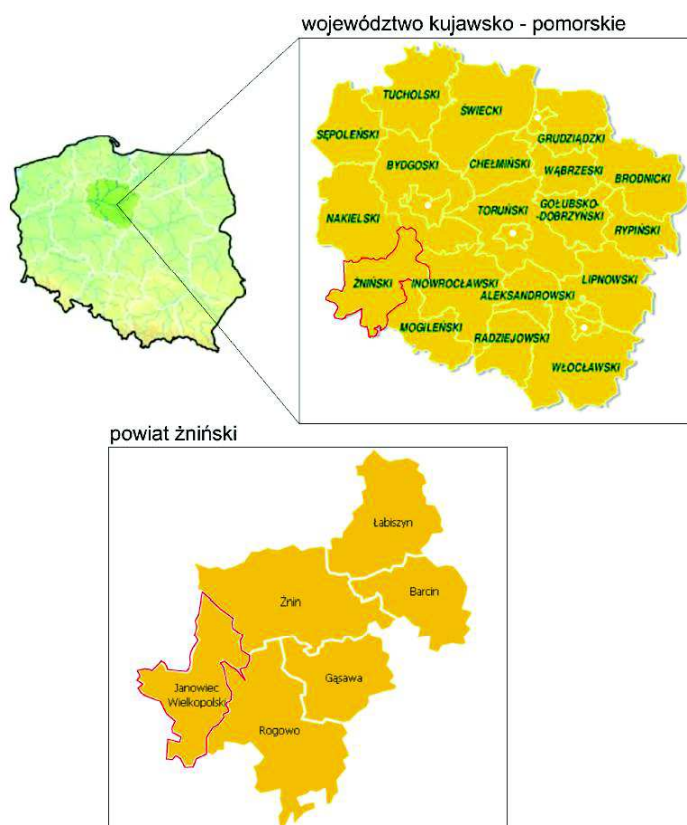 województwo kujawsko - pomorskie
TUCHOLSKI
ŚWIECKI
SĘPOLEŃSKI
GRUDZIĄDZKI
BYDGOSKI
CHEŁMIŃSKI
WĄBRZESKI
BRODNICKI
NAKIELSKI
TORUŃSKI
GOŁUBSKO-
-DOBRZYŃSKI
RYPIŃSKI
ŻNIŃSKI
INOWROCŁAWSKI
LIPNOWSKI
ALEKSANDROWSKI
MOGILEŃSKI
RADZIEJOWSKI
WŁOCŁAWSKI
powiat żniński
Łabiszyn
Żnin
Barcin
Janowiec
Wielkopolski
Gąsawa
Rogowo